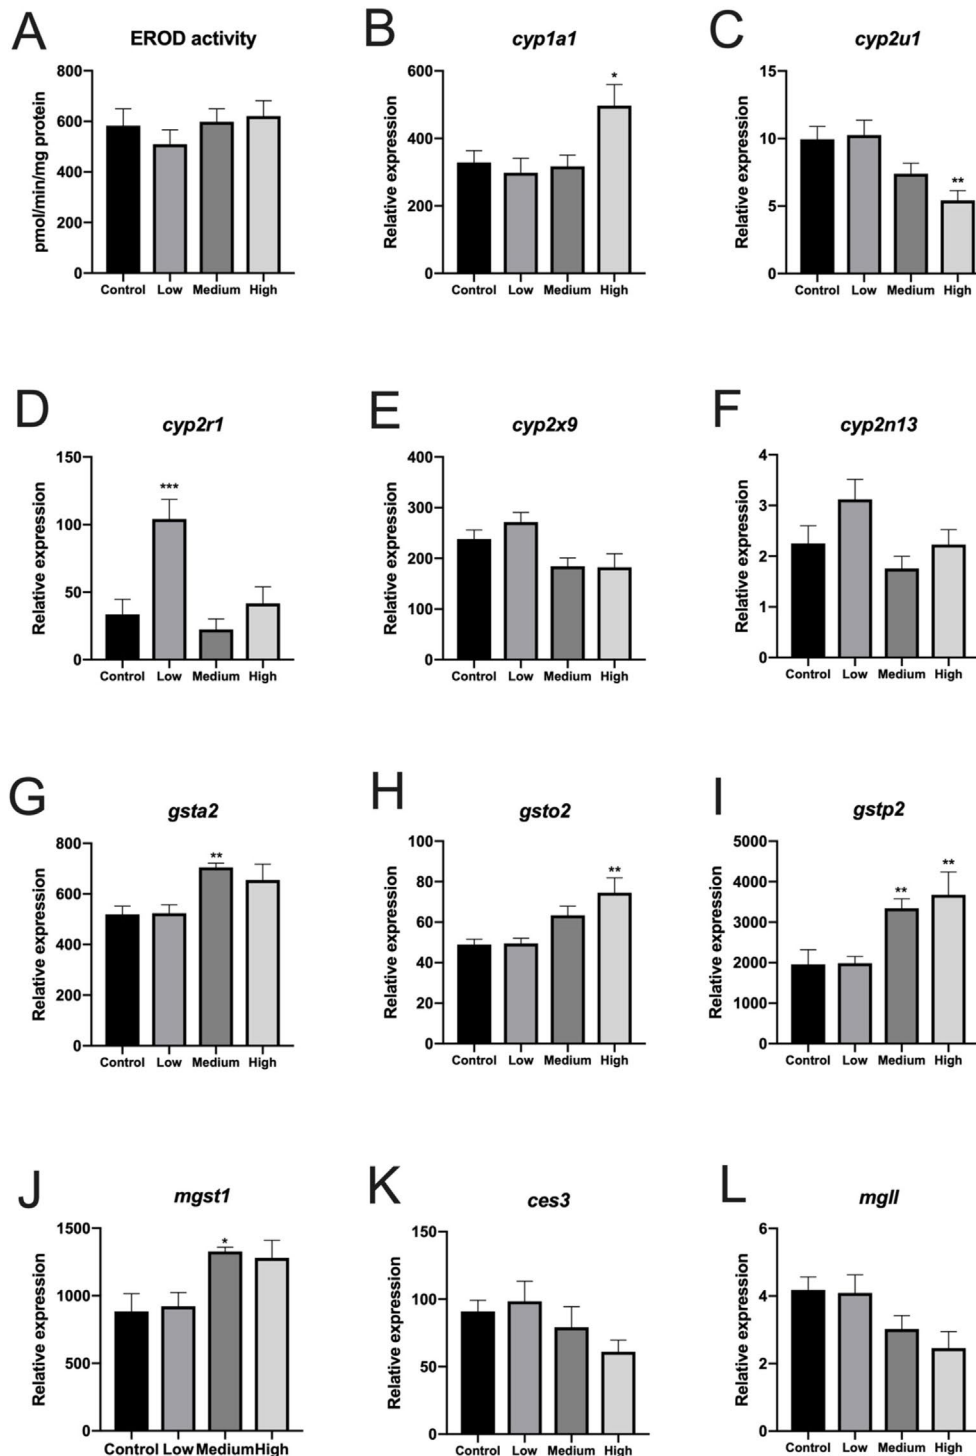 A
EROD activity
pmol/min/mg protein
800
600
400
200
0
Control Low Medium High
B
cyp1a1
Relative expression
600
*
400
200
0
Control Low Medium High
C
cyp2u1
Relative expression
15
10
**
5
0
Control Low Medium High
D
cyp2r1
Relative expression
150
***
100
50
0
Control Low Medium High
E
cyp2x9
Relative expression
400
300
200
100
0
Control Low Medium High
F
cyp2n13
Relative expression
4
3
2
1
0
Control Low Medium High
G
gsta2
Relative expression
800
**
600
400
200
0
Control Low Medium High
H
gsto2
Relative expression
100
**
80
60
40
20
0
Control Low Medium High
I
gstp2
Relative expression
5000
** **
4000
3000
2000
1000
0
Control Low Medium High
J
mgst1
Relative expression
1500
*
1000
500
0
Control Low Medium High
K
ces3
Relative expression
150
100
50
0
Control Low Medium High
L
mgll
Relative expression
6
4
2
0
Control Low Medium High